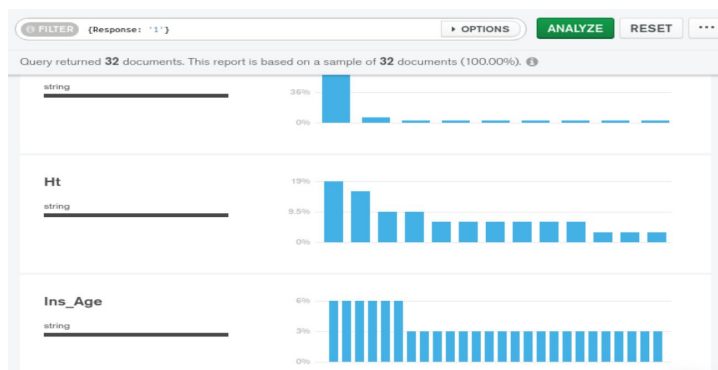 FILTER {Response: '1'} OPTIONS ANALYZE RESET ...
Query returned 32 documents. This report is based on a sample of 32 documents (100.00%).
string
36%
0%
Ht
19%
string
9.5%
0%
Ins_Age
6%
string
3%
0%